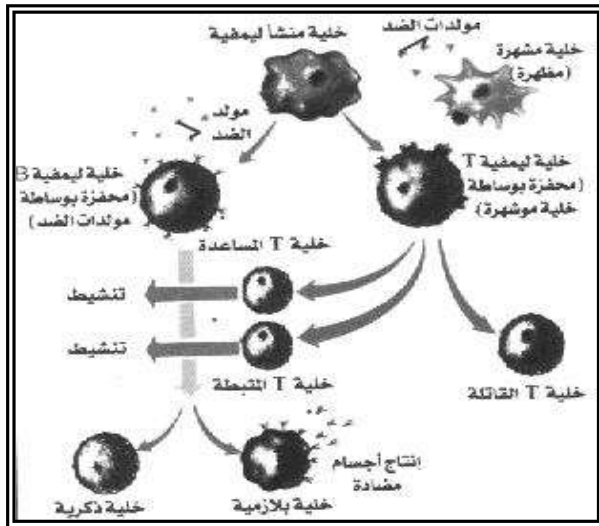 مولدات الضد
خلية منشأ ليمفية
خلية مشهرة
(مظهرة)
مولد
الضد
خلية ليمفية B
(محفزة بوساطة
مولدات الضد)
خلية ليمفية T
(محفزة بوساطة
خلية موشهرة)
خلية T المساعدة
تنشيط
تنشيط
خلية T المثبطة
خلية T القاتلة
إنتاج أجسام
مضادة
خلية بلازمية
خلية ذكرية